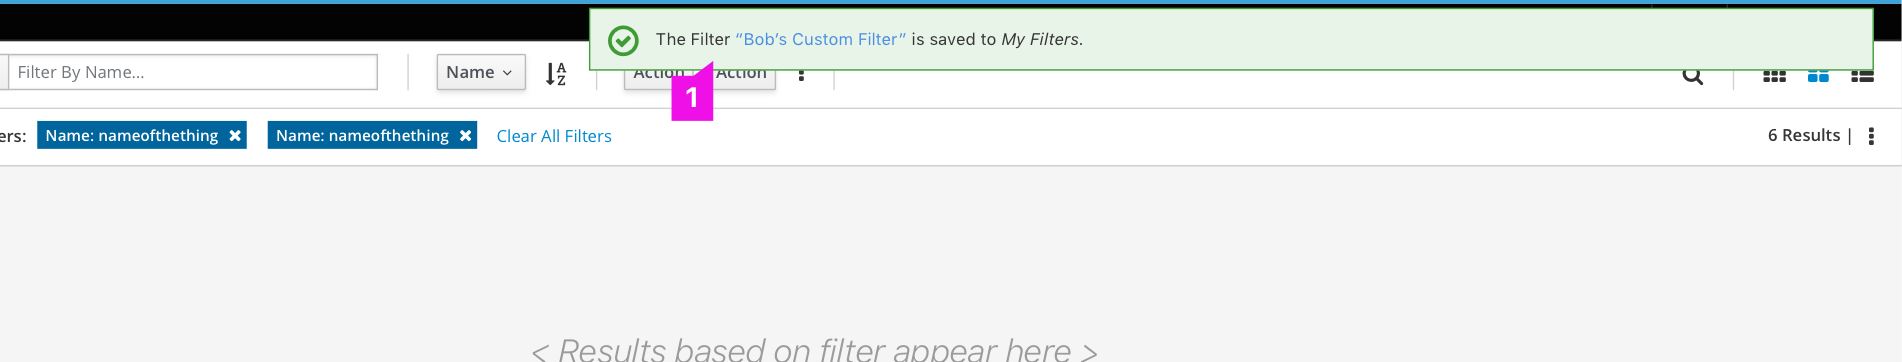 The Filter “Bob’s Custom Filter” is saved to My Filters.
Filter By Name...
Name
A
Z
Action
Action
1
ers:
Name: nameofthething
Name: nameofthething
Clear All Filters
6 Results |
< Results based on filter appear here >